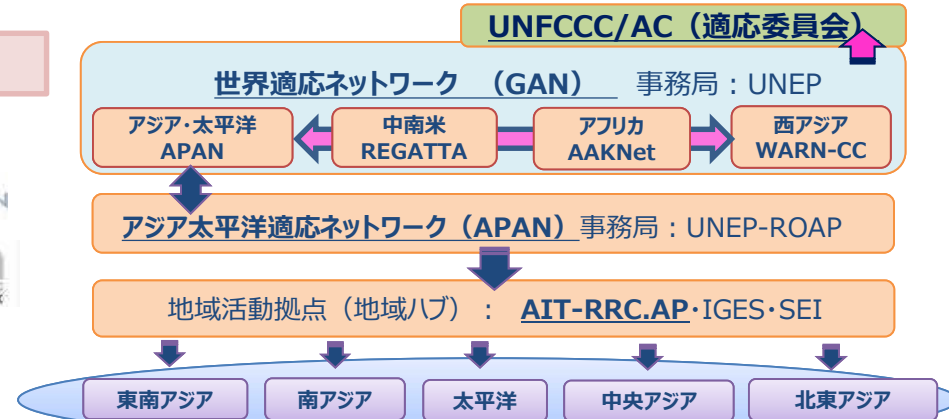 UNFCCC/AC（適応委員会）
世界適応ネットワーク （GAN） 事務局：UNEP
アジア・太平洋
APAN
中南米
REGATTA
アフリカ
AAKNet
西アジア
WARN-CC
アジア太平洋適応ネットワーク（APAN） 事務局：UNEP-ROAP
地域活動拠点（地域ハブ）： AIT-RRC.AP・IGES・SEI
東南アジア
南アジア
太平洋
中央アジア
北東アジア